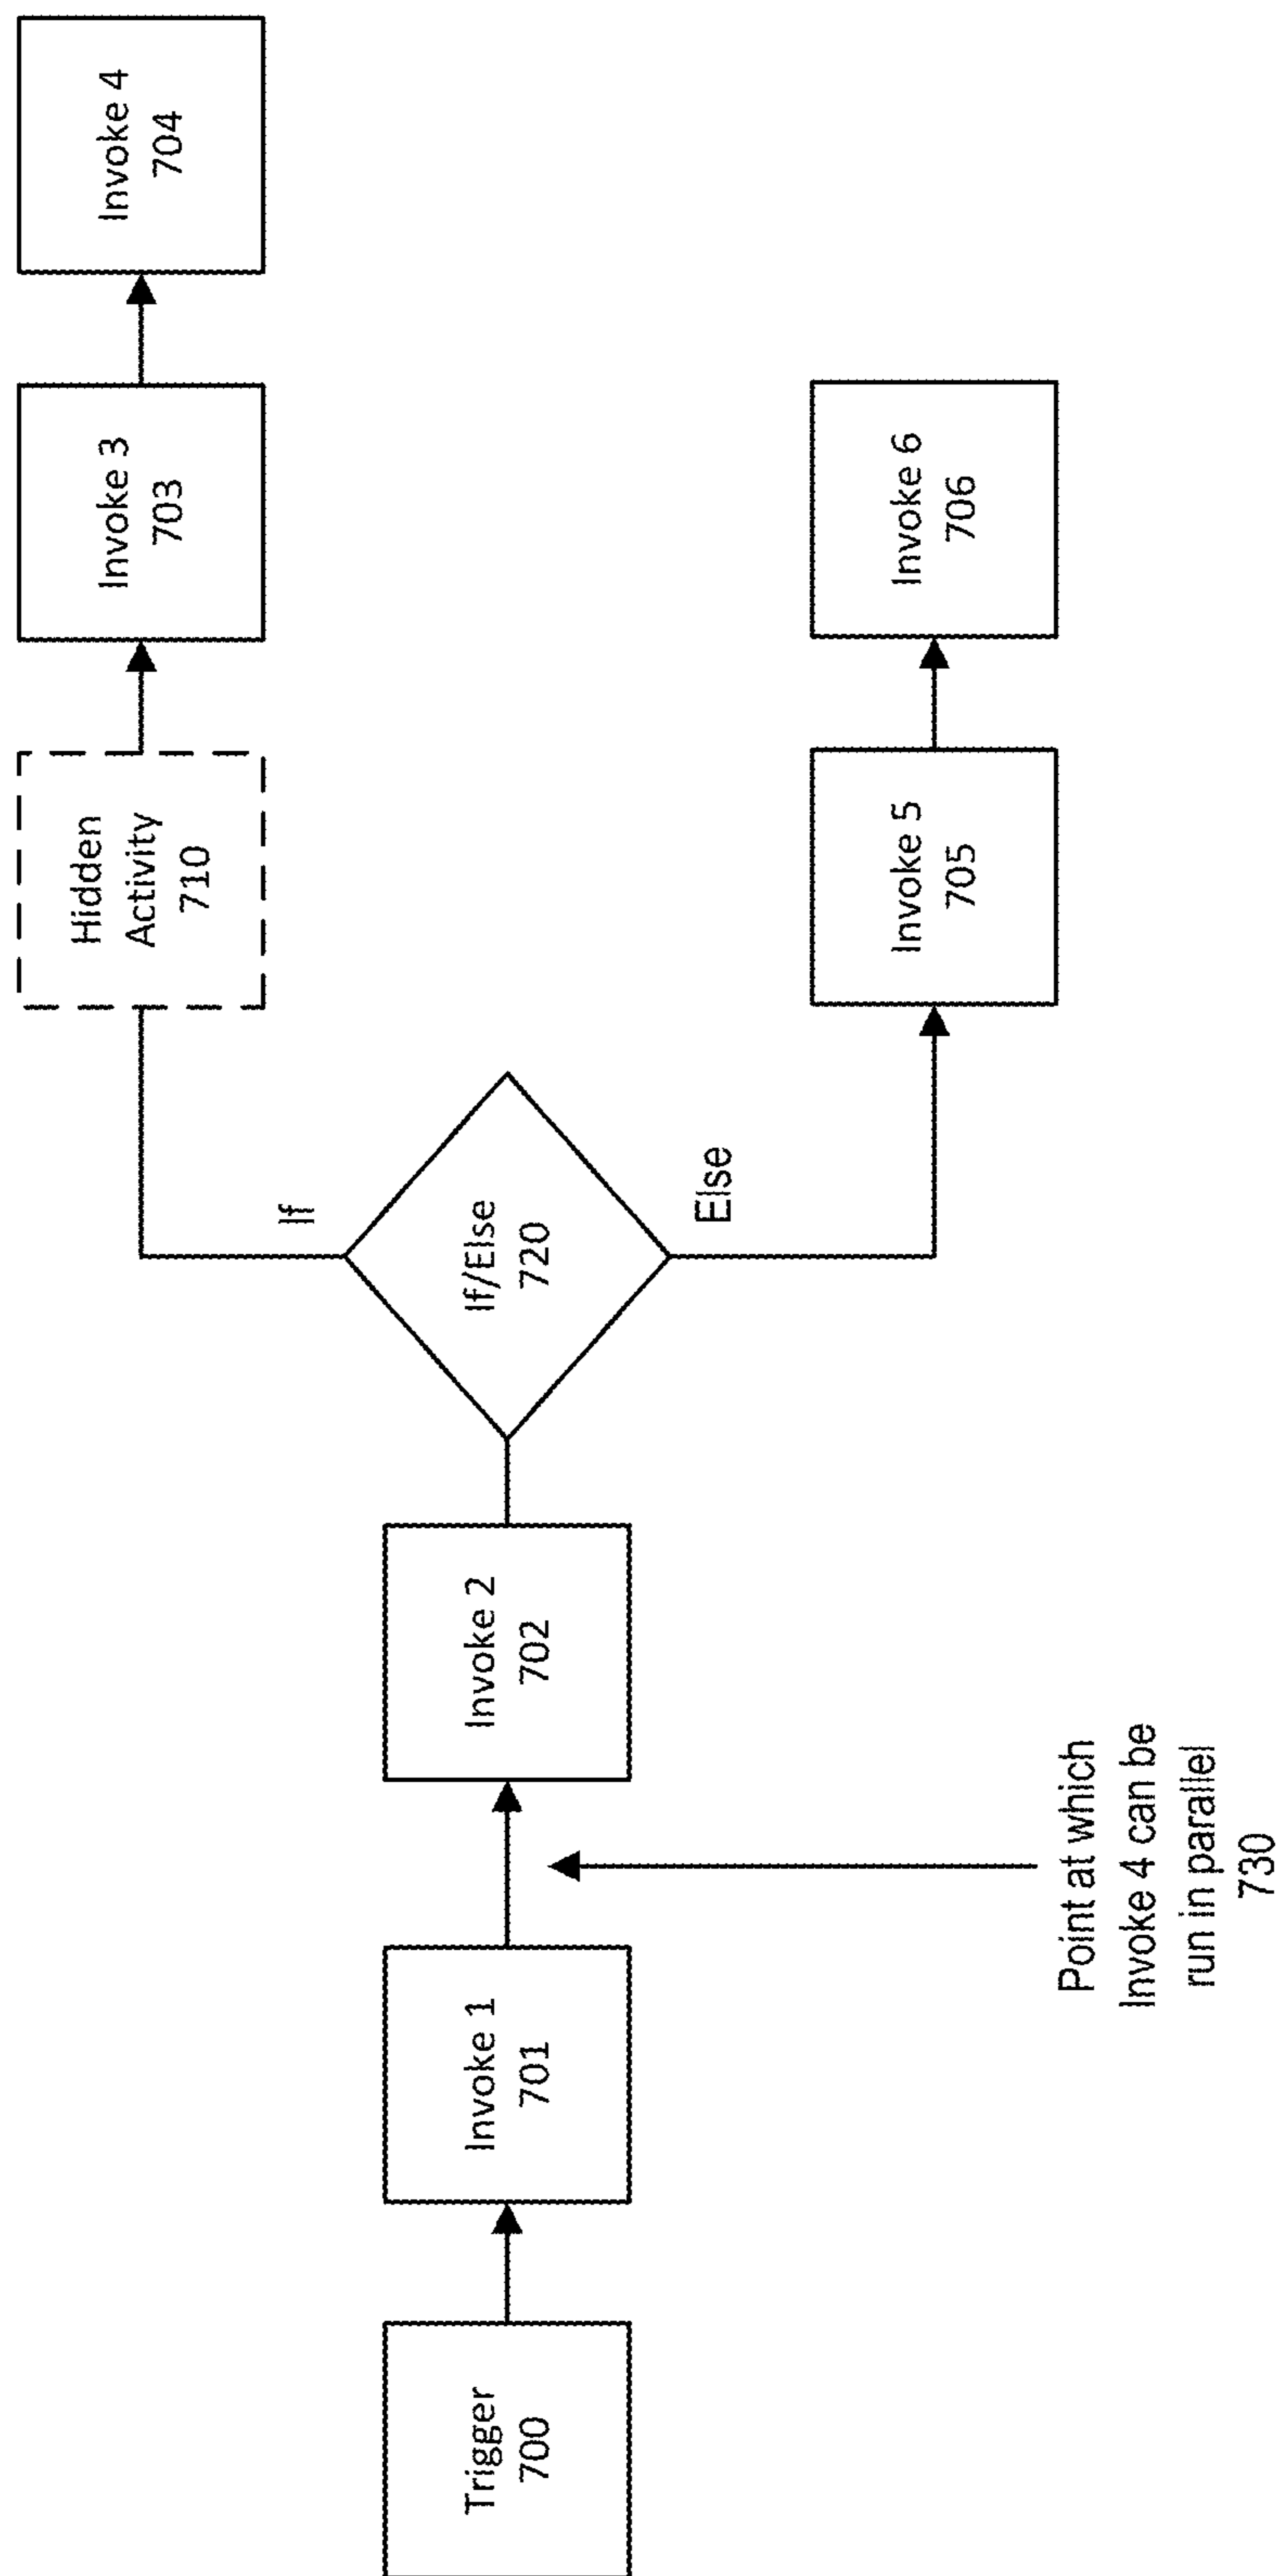 Trigger
700
Invoke 1
701
Point at which
Invoke 4 can be
run in parallel
730
Invoke 2
702
If/Else
720
If
Hidden
Activity
710
Invoke 3
703
Invoke 4
704
Else
Invoke 5
705
Invoke 6
706